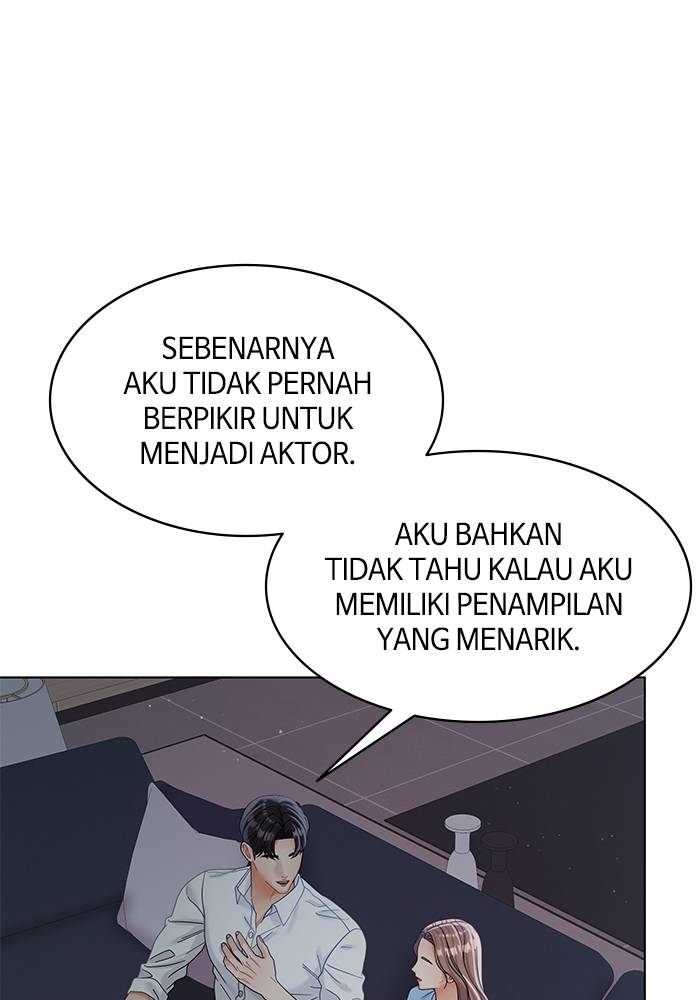 SEBENARNYA
AKU TIDAK PERNAH
BERPIKIR UNTUK
MENJADI AKTOR.
AKU BAHKAN
TIDAK TAHU KALAU AKU
MEMILIKI PENAMPILAN
YANG MENARIK.